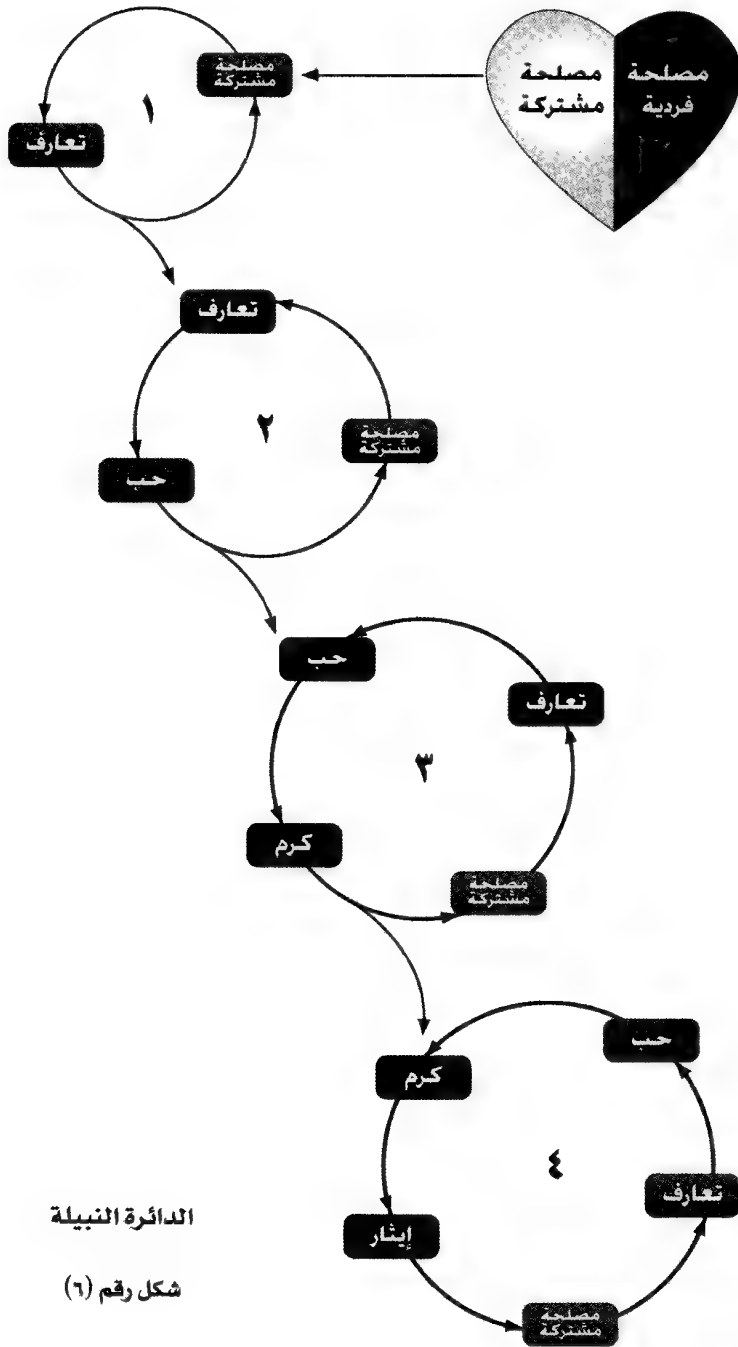 مصلحة
فردية
مصلحة
مشتركة
مصلحة
مشتركة
١
تعارف
تعارف
٢
مصلحة
مشتركة
حب
حب
تعارف
٣
كرم
مصلحة
مشتركة
حب
كرم
٤
تعارف
إيثار
مصلحة
مشتركة
الدائرة النبيلة
شكل رقم (٦)